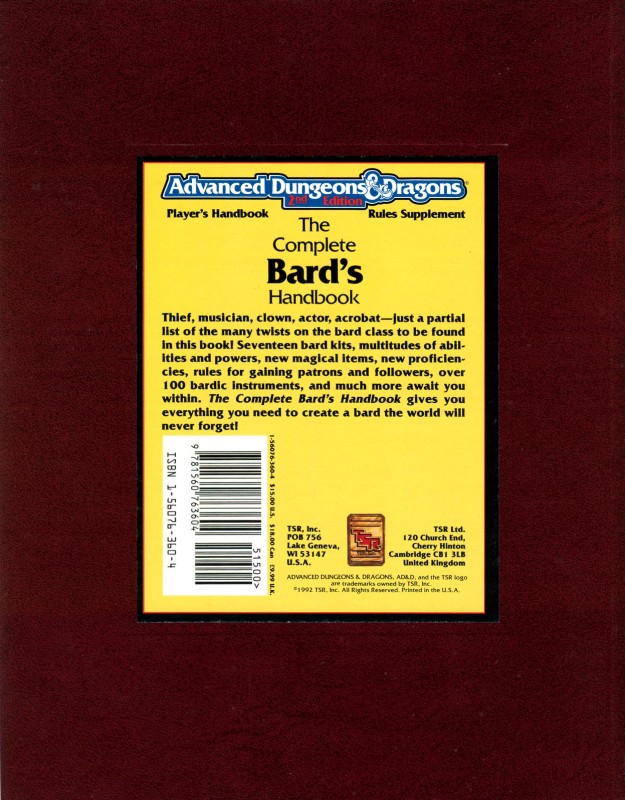 Advanced Dungeons & Dragons®
2nd Edition
Player's Handbook Rules Supplement
The
Complete
Bard's
Handbook
Thief, musician, clown, actor, acrobat—just a partial
list of the many twists on the bard class to be found
in this book! Seventeen bard kits, multitudes of abil-
ities and powers, new magical items, new proficien-
cies, rules for gaining patrons and followers, over
100 bardic instruments, and much more await you
within. The Complete Bard's Handbook gives you
everything you need to create a bard the world will
never forget!
ISBN 1-56076-360-4
9 781560 763604
51500>
1-56076-360-4 $15.00 U.S. $18.00 Can £9.99 U.K.
TSR, Inc.
POB 756
Lake Geneva,
WI 53147
U.S.A.
TSR
TSR Ltd.
120 Church End,
Cherry Hinton
Cambridge CB1 3LB
United Kingdom
ADVANCED DUNGEONS & DRAGONS, AD&D, and the TSR logo
are trademarks owned by TSR, Inc.
©1992 TSR, Inc. All Rights Reserved. Printed in the U.S.A.